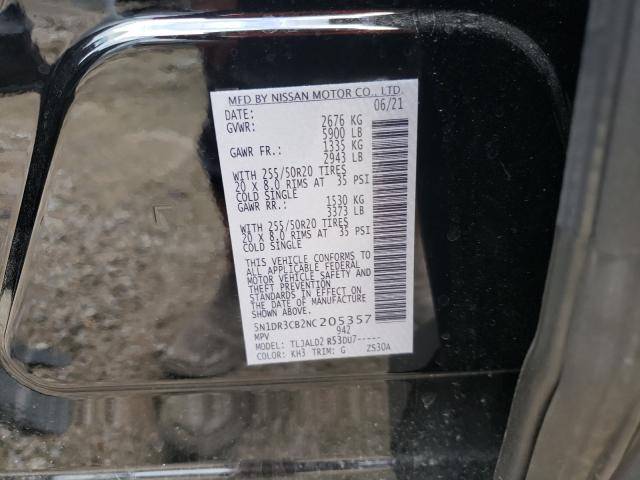 MFD BY NISSAN MOTOR CO., LTD.
DATE: 06/21
GVWR: 2676 KG
5900 LB
GAWR FR.: 1335 KG
2943 LB
WITH 255/50R20 TIRES
20 x 8.0 RIMS AT 35 PSI
COLD SINGLE
GAWR RR.: 1530 KG
3373 LB
WITH 255/50R20 TIRES
20 x 8.0 RIMS AT 35 PSI
COLD SINGLE
THIS VEHICLE CONFORMS TO
ALL APPLICABLE FEDERAL
MOTOR VEHICLE SAFETY AND
THEFT PREVENTION
STANDARDS IN EFFECT ON
THE DATE OF MANUFACTURE
SHOWN ABOVE.
5N1DR3CB2NC205357
MPV 942
MODEL: TLJALDZ R53DU7-----
COLOR: KH3 TRIM: G ZS30A